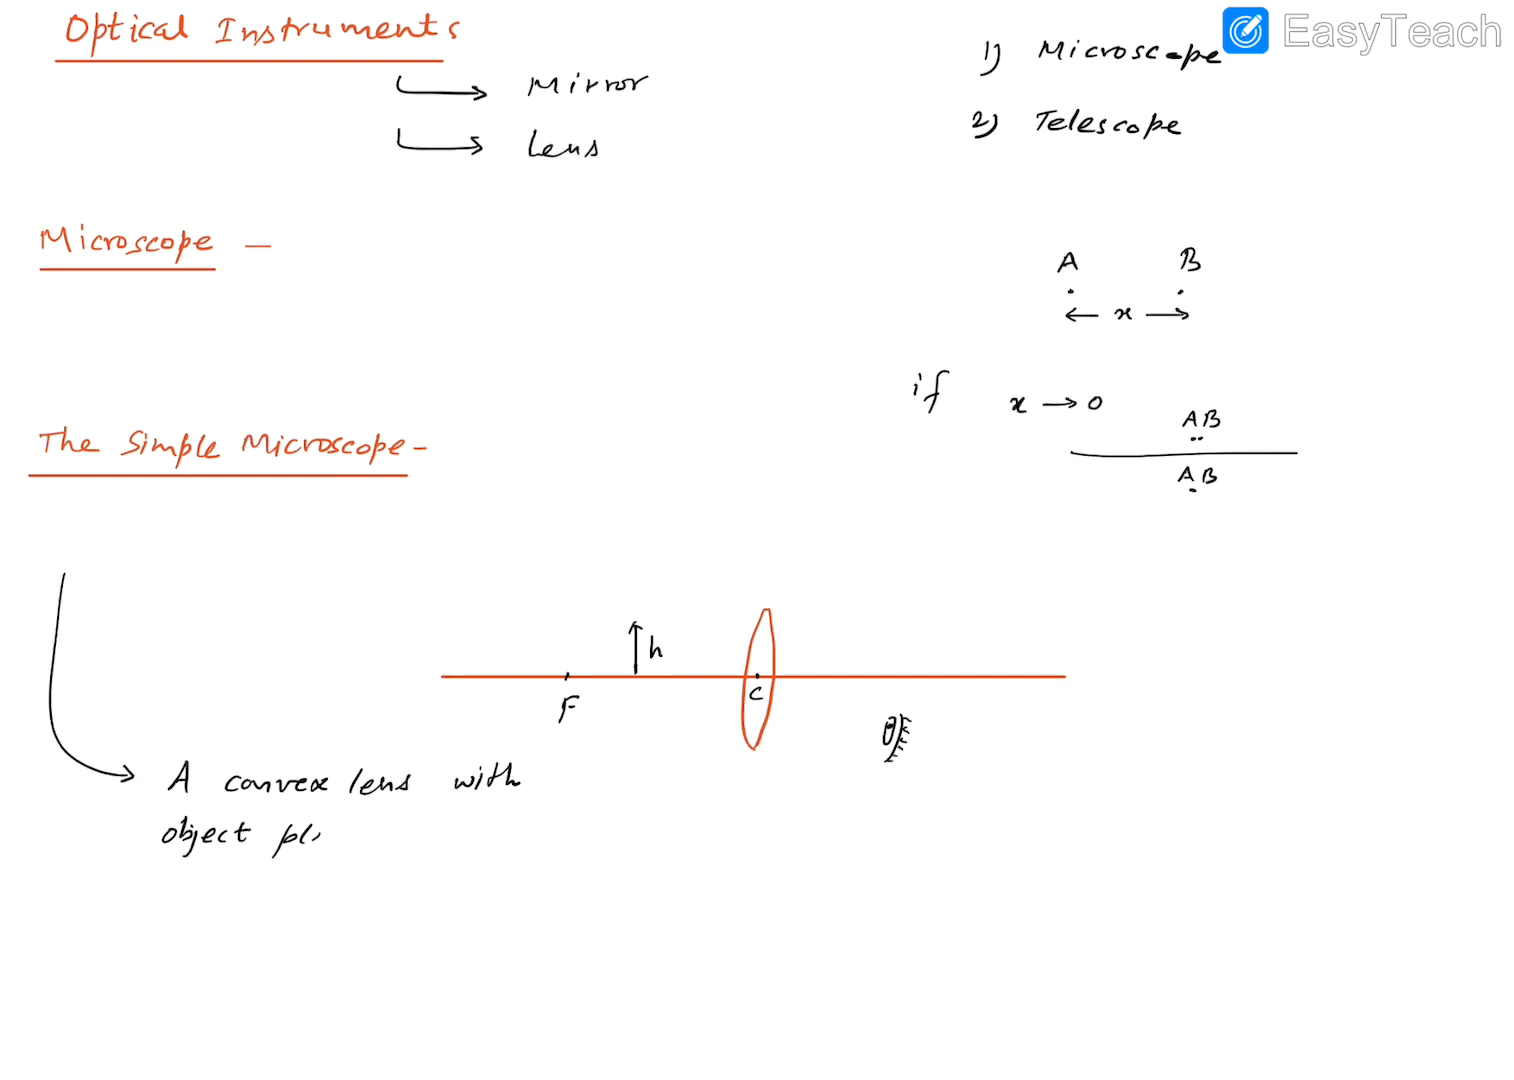 Optical Instruments
Mirror
Lens
1) Microscope
2) Telescope
EasyTeach
Microscope -
A B
x
if x → 0
AB
AB
The Simple Microscope -
h
F
C
A convex lens with
object